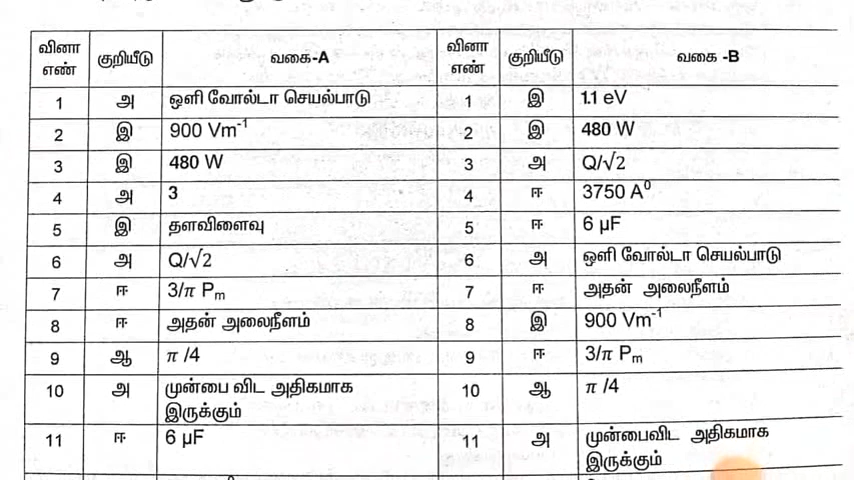 வினா எண் குறியீடு வகை-A வினா எண் குறியீடு வகை -B
1 அ ஒளி வோல்டா செயல்பாடு 1 இ 1.1 eV
2 இ 900 Vm⁻¹ 2 இ 480 W
3 இ 480 W 3 அ Q/√2
4 அ 3 4 ஈ 3750 A⁰
5 இ தளவிளைவு 5 ஈ 6 µF
6 அ Q/√2 6 அ ஒளி வோல்டா செயல்பாடு
7 ஈ 3/π Pₘ 7 ஈ அதன் அலைநீளம்
8 ஈ அதன் அலைநீளம் 8 இ 900 Vm⁻¹
9 ஆ π /4 9 ஈ 3/π Pₘ
10 அ முன்பை விட அதிகமாக இருக்கும் 10 ஆ π /4
11 ஈ 6 µF 11 அ முன்பைவிட அதிகமாக இருக்கும்